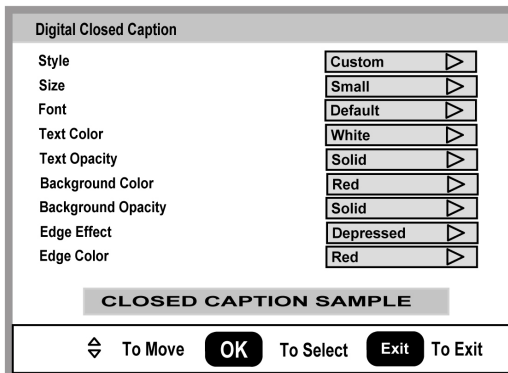 Digital Closed Caption
Style Custom
Size Small
Font Default
Text Color White
Text Opacity Solid
Background Color Red
Background Opacity Solid
Edge Effect Depressed
Edge Color Red
CLOSED CAPTION SAMPLE
To Move OK To Select Exit To Exit